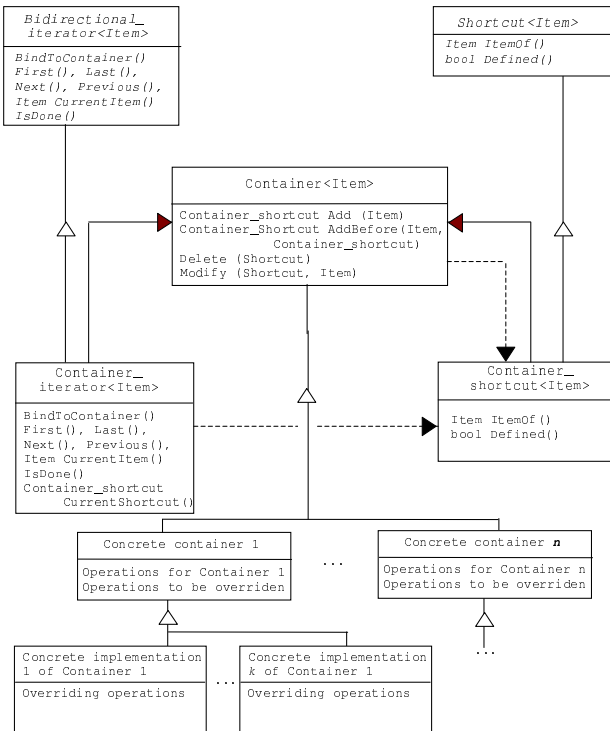 Bidirectional_
iterator<Item>
BindToContainer()
First(), Last(),
Next(), Previous(),
Item CurrentItem()
IsDone()
Shortcut<Item>
Item ItemOf()
bool Defined()
Container<Item>
Container_shortcut Add (Item)
Container_Shortcut AddBefore(Item,
Container_shortcut)
Delete (Shortcut)
Modify (Shortcut, Item)
Container_
iterator<Item>
BindToContainer()
First(), Last(),
Next(), Previous(),
Item CurrentItem()
IsDone()
Container_shortcut
CurrentShortcut()
Container_
shortcut<Item>
Item ItemOf()
bool Defined()
Concrete container 1
Operations for Container 1
Operations to be overriden
...
Concrete container n
Operations for Container n
Operations to be overriden
Concrete implementation
1 of Container 1
Overriding operations
...
Concrete implementation
k of Container 1
Overriding operations
...